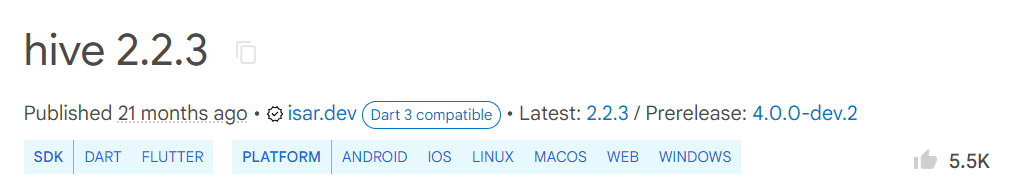 hive 2.2.3
Published 21 months ago • isar.dev Dart 3 compatible • Latest: 2.2.3 / Prerelease: 4.0.0-dev.2
SDK DART FLUTTER PLATFORM ANDROID IOS LINUX MACOS WEB WINDOWS 5.5K